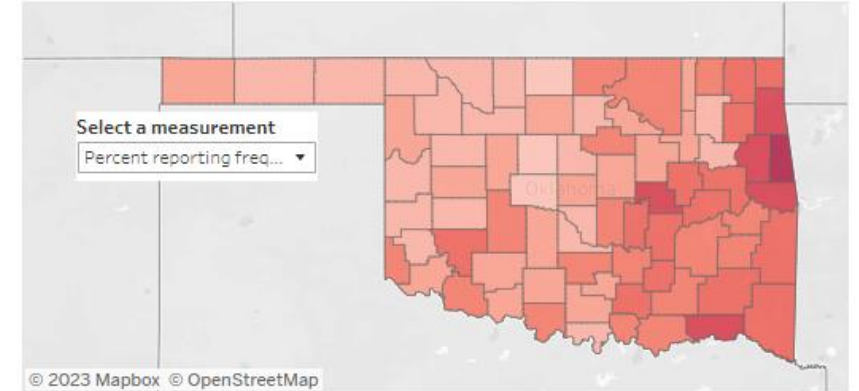 Select a measurement
Percent reporting freq...
Oklahoma
© 2023 Mapbox © OpenStreetMap